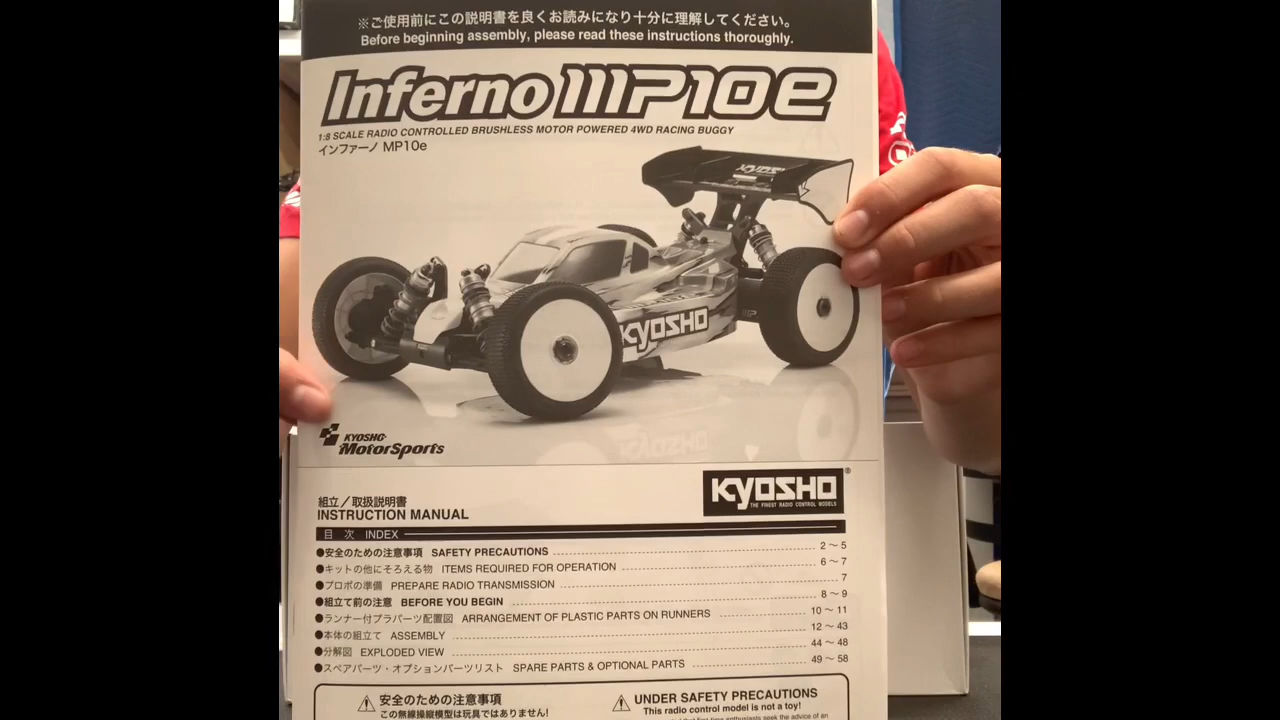 ※ご使用前にこの説明書を良くお読みになり十分に理解してください。
Before beginning assembly, please read these instructions thoroughly.
Inferno MP10e
1:8 SCALE RADIO CONTROLLED BRUSHLESS MOTOR POWERED 4WD RACING BUGGY
インファーノ MP10e
KYOSHO
KYOSHO
KYOSHO
MotorSports
組立/取扱説明書
INSTRUCTION MANUAL
KYOSHO®
THE FINEST RADIO CONTROL MODELS
目 次 INDEX
●安全のための注意事項 SAFETY PRECAUTIONS 2～5
●キットの他にそろえる物 ITEMS REQUIRED FOR OPERATION 6～7
●プロポの準備 PREPARE RADIO TRANSMISSION 7
●組立て前の注意 BEFORE YOU BEGIN 8～9
●ランナー付プラパーツ配置図 ARRANGEMENT OF PLASTIC PARTS ON RUNNERS 10～11
●本体の組立て ASSEMBLY 12～43
●分解図 EXPLODED VIEW 44～48
●スペアパーツ・オプションパーツリスト SPARE PARTS & OPTIONAL PARTS 49～58
安全のための注意事項
この無線操縦模型は玩具ではありません!
UNDER SAFETY PRECAUTIONS
This radio control model is not a toy!